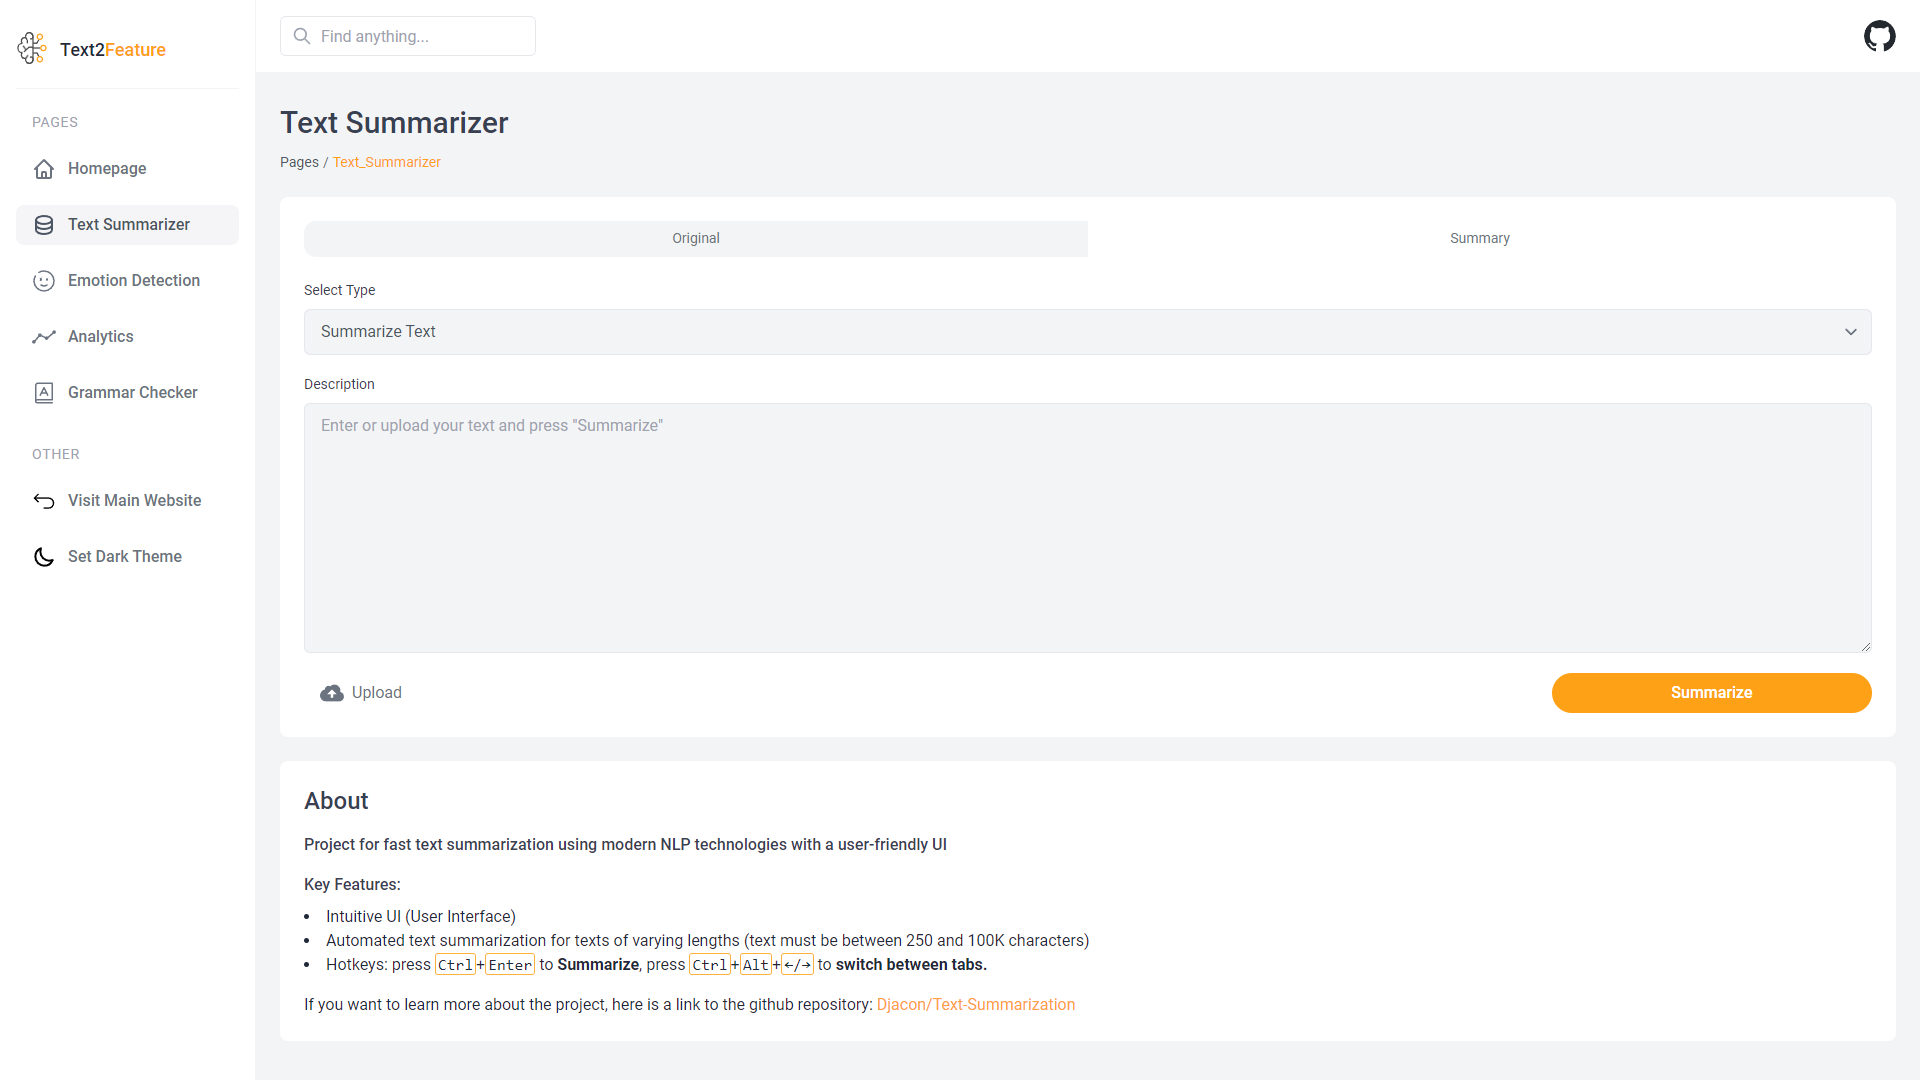 Text2Feature
Find anything...
PAGES
Homepage
Text Summarizer
Emotion Detection
Analytics
Grammar Checker
OTHER
Visit Main Website
Set Dark Theme
Text Summarizer
Pages / Text_Summarizer
Original
Summary
Select Type
Summarize Text
Description
Enter or upload your text and press "Summarize"
Upload
Summarize
About
Project for fast text summarization using modern NLP technologies with a user-friendly UI
Key Features:
• Intuitive UI (User Interface)
• Automated text summarization for texts of varying lengths (text must be between 250 and 100K characters)
• Hotkeys: press Ctrl+Enter to Summarize, press Ctrl+Alt+←/→ to switch between tabs.
If you want to learn more about the project, here is a link to the github repository: Djacon/Text-Summarization